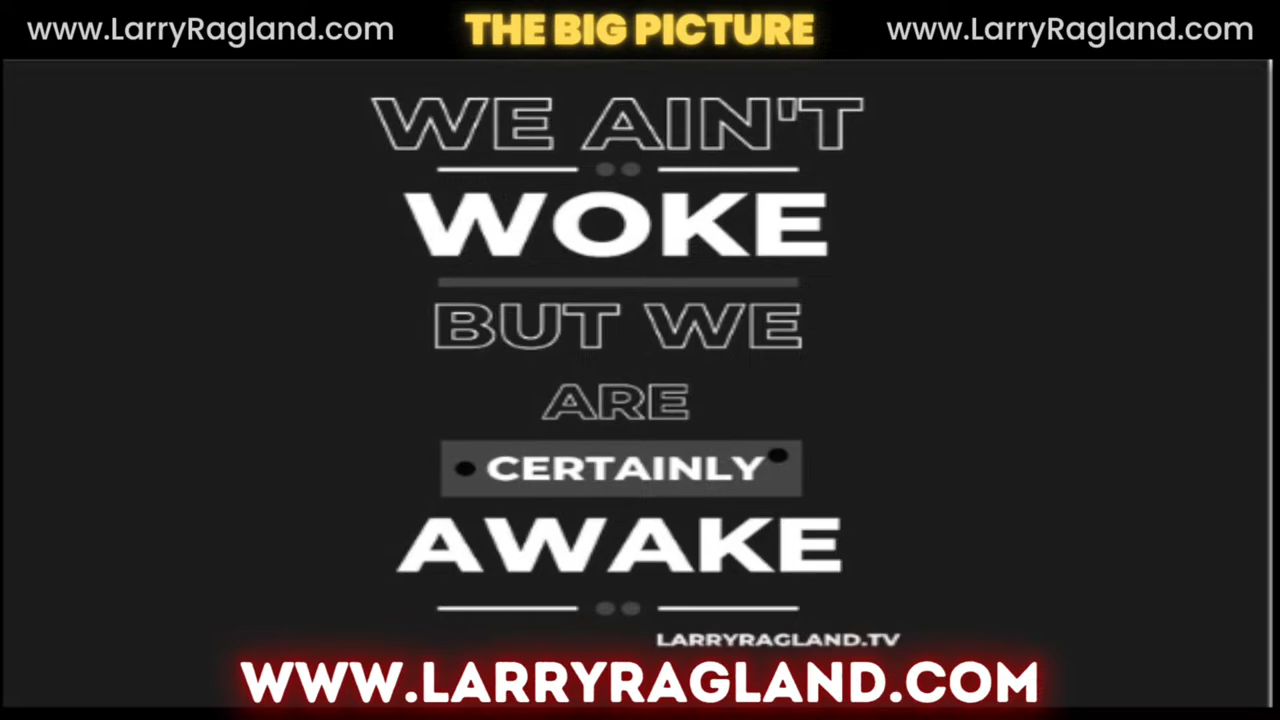 www.LarryRagland.com THE BIG PICTURE www.LarryRagland.com
WE AIN'T
WOKE
BUT WE
ARE
CERTAINLY
AWAKE
LARRYRAGLAND.TV
WWW.LARRYRAGLAND.COM